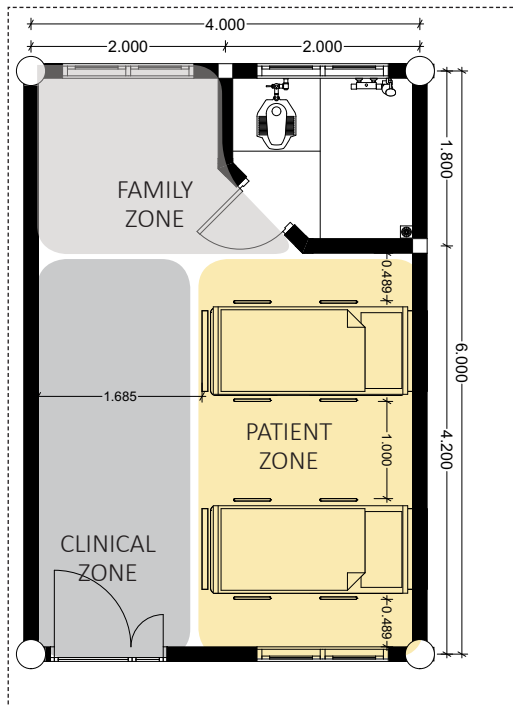 4.000
2.000
2.000
FAMILY
ZONE
1.800
0.489
6.000
1.685
1.000
4.200
PATIENT
ZONE
CLINICAL
ZONE
0.489